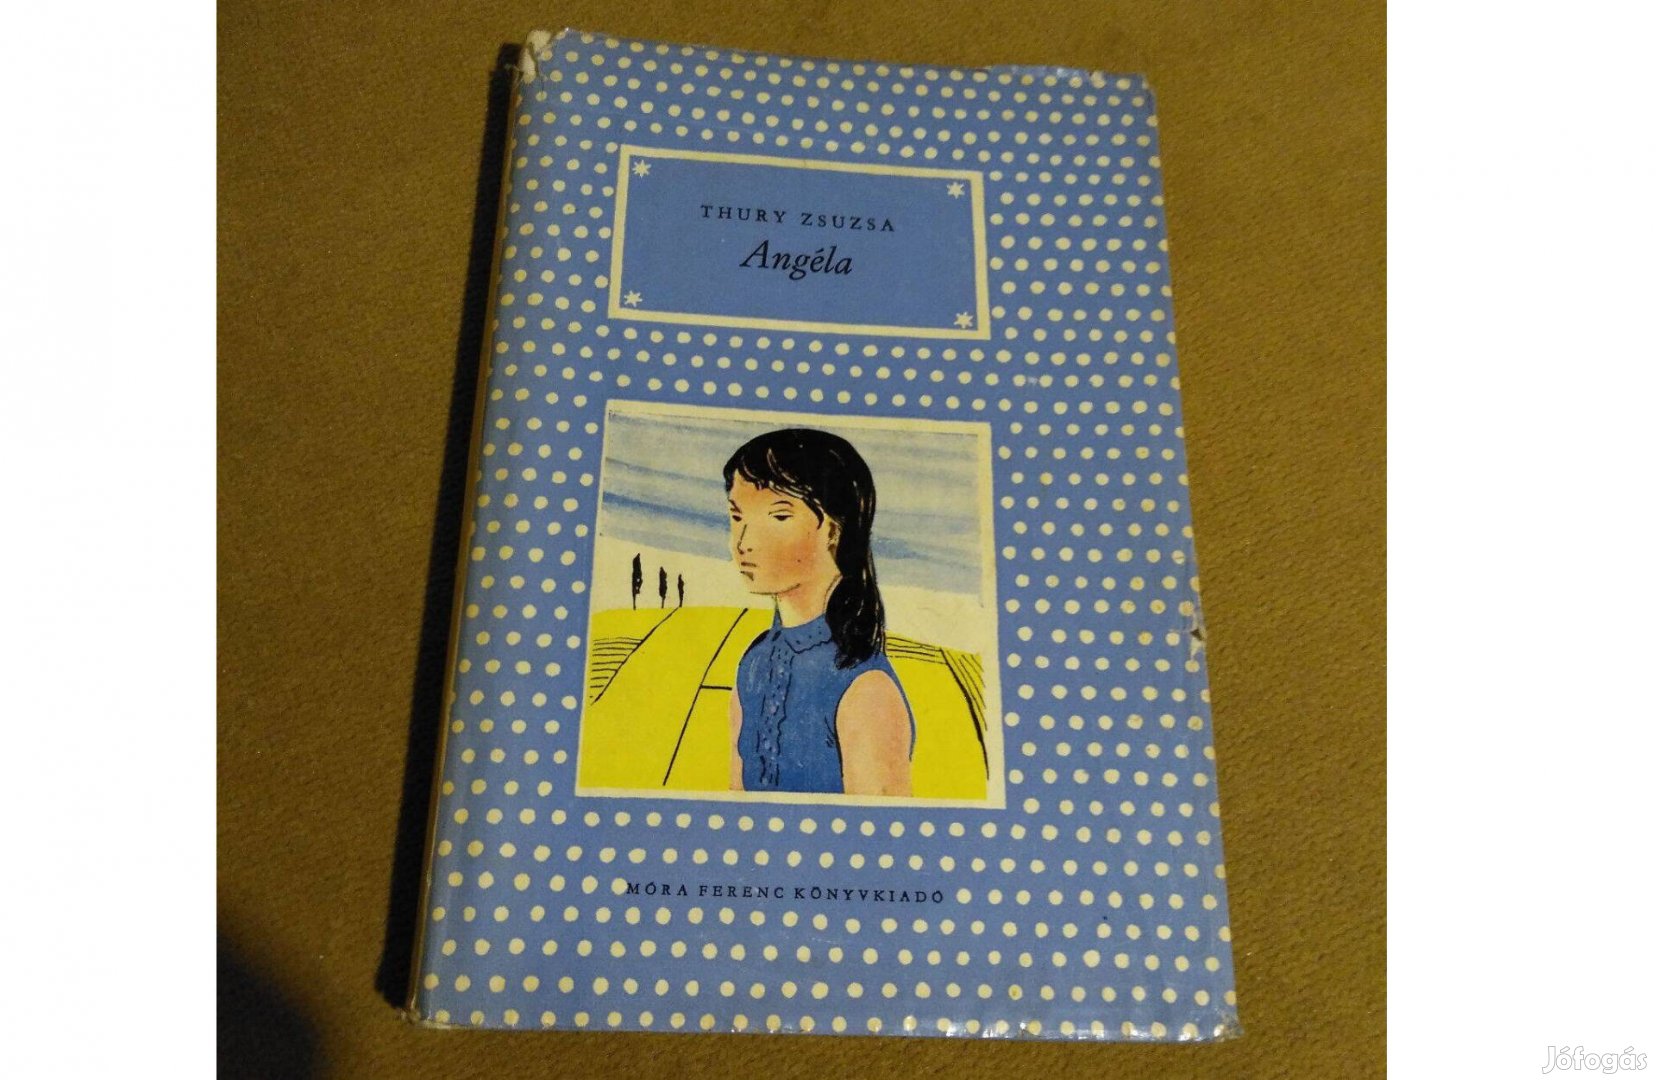 THURY ZSUZSA
Angéla
MÓRA FERENC KÖNYVKIADÓ
Jófogás